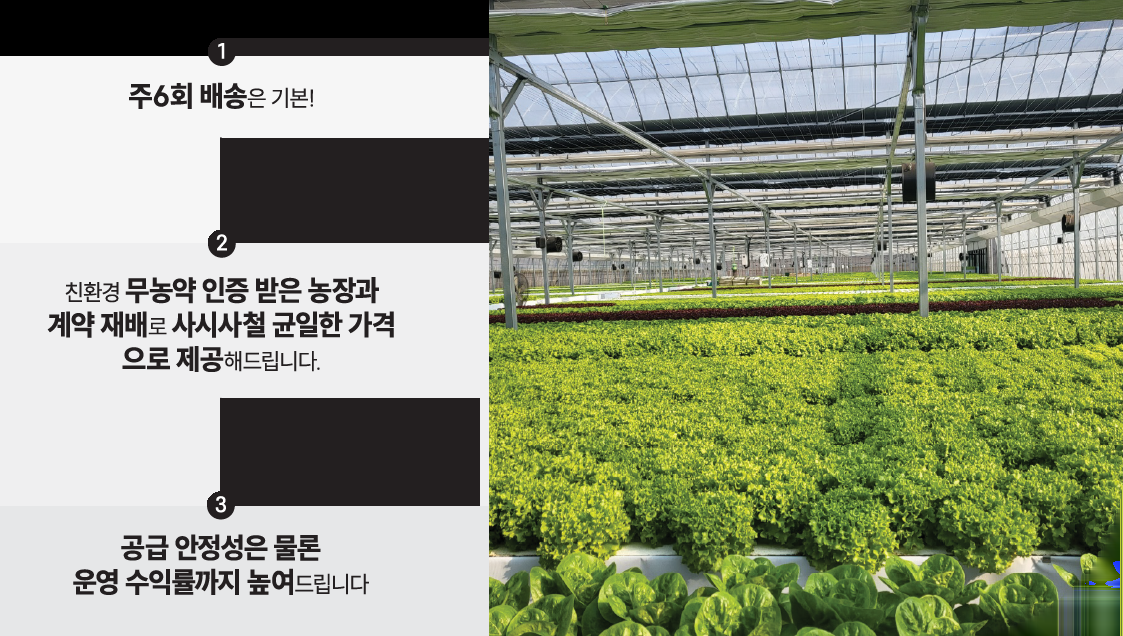 1
주6회 배송은 기본!
2
친환경 무농약 인증 받은 농장과
계약 재배로 사시사철 균일한 가격
으로 제공해드립니다.
3
공급 안정성은 물론
운영 수익률까지 높여드립니다